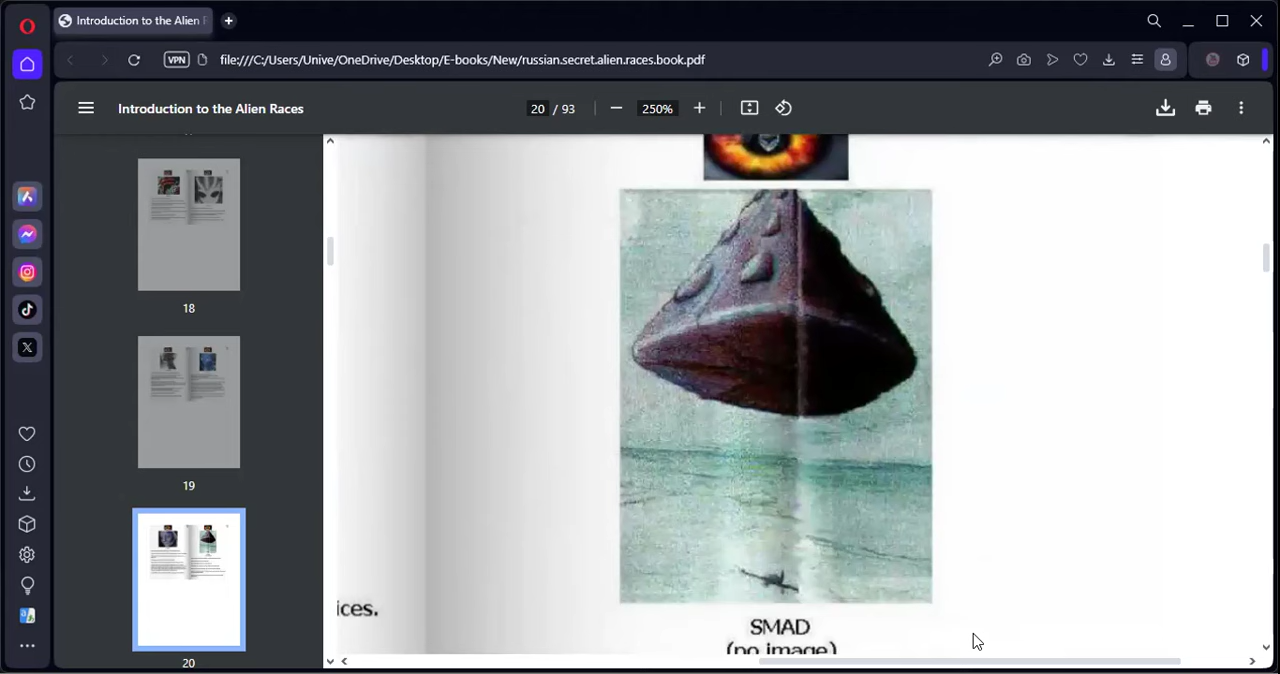 Introduction to the Alien R
VPN
file:///C:/Users/Unive/OneDrive/Desktop/E-books/New/russian.secret.alien.races.book.pdf
Introduction to the Alien Races
20 / 93
250%
18
19
20
ices.
SMAD
(no image)